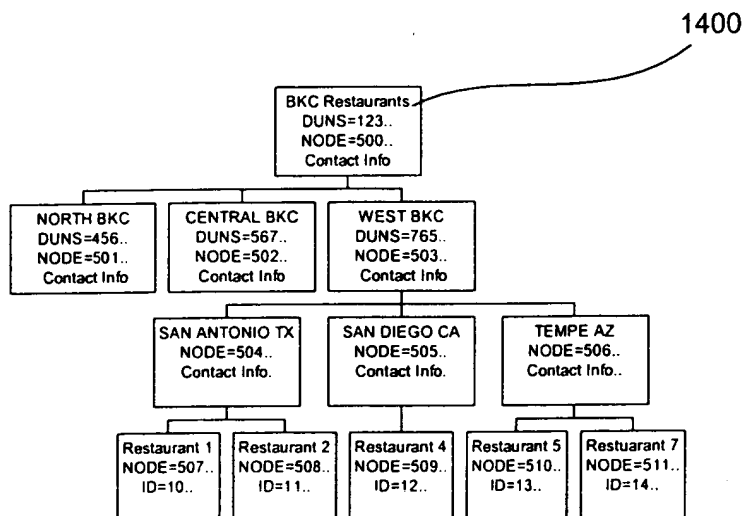 1400
BKC Restaurants
DUNS=123..
NODE=500..
Contact Info
NORTH BKC
DUNS=456..
NODE=501..
Contact Info
CENTRAL BKC
DUNS=567..
NODE=502..
Contact Info
WEST BKC
DUNS=765..
NODE=503..
Contact Info
SAN ANTONIO TX
NODE=504..
Contact Info.
SAN DIEGO CA
NODE=505..
Contact Info.
TEMPE AZ
NODE=506..
Contact Info..
Restaurant 1
NODE=507..
ID=10..
Restaurant 2
NODE=508..
ID=11..
Restaurant 4
NODE=509..
ID=12..
Restaurant 5
NODE=510..
ID=13..
Restuarant 7
NODE=511..
ID=14..